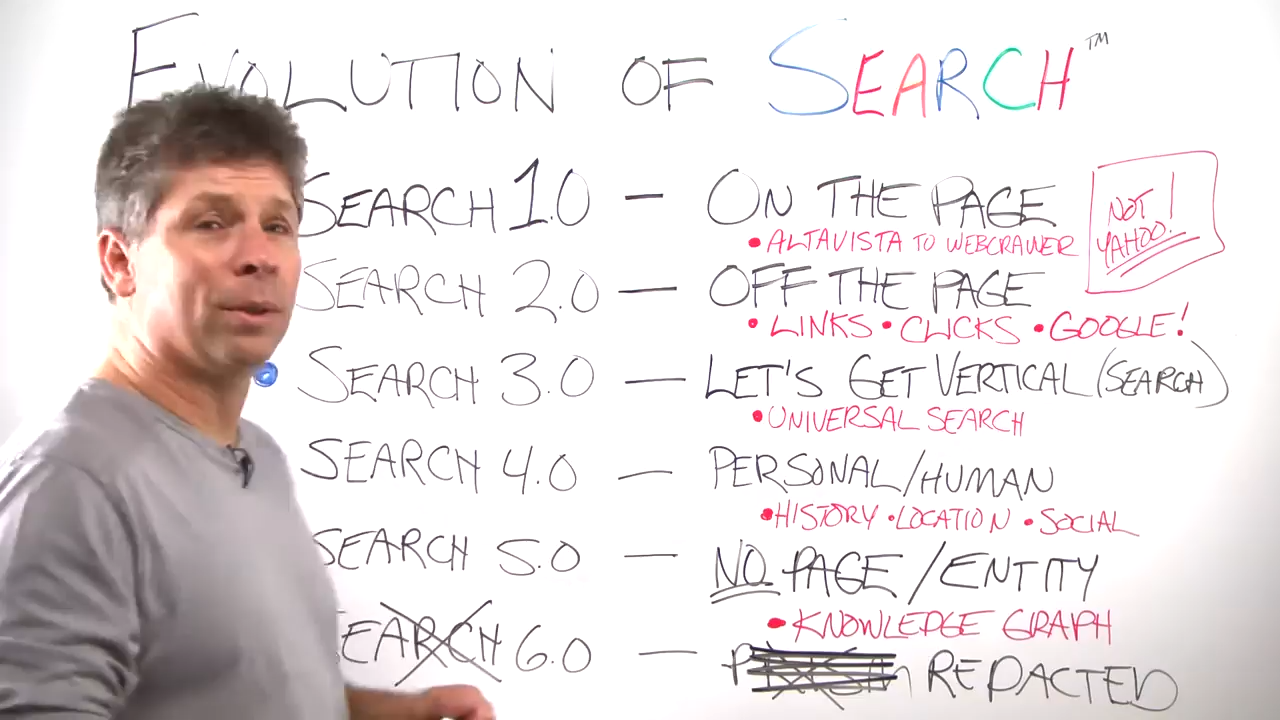 EVOLUTION OF SEARCH™
SEARCH 1.0 — ON THE PAGE
• ALTAVISTA TO WEBCRAWER
NOT
YAHOO!
SEARCH 2.0 — OFF THE PAGE
• LINKS • CLICKS • GOOGLE!
SEARCH 3.0 — LET'S GET VERTICAL (SEARCH)
• UNIVERSAL SEARCH
SEARCH 4.0 — PERSONAL/HUMAN
• HISTORY • LOCATION • SOCIAL
SEARCH 5.0 — NO PAGE/ENTITY
• KNOWLEDGE GRAPH
SEARCH 6.0 — REDACTED